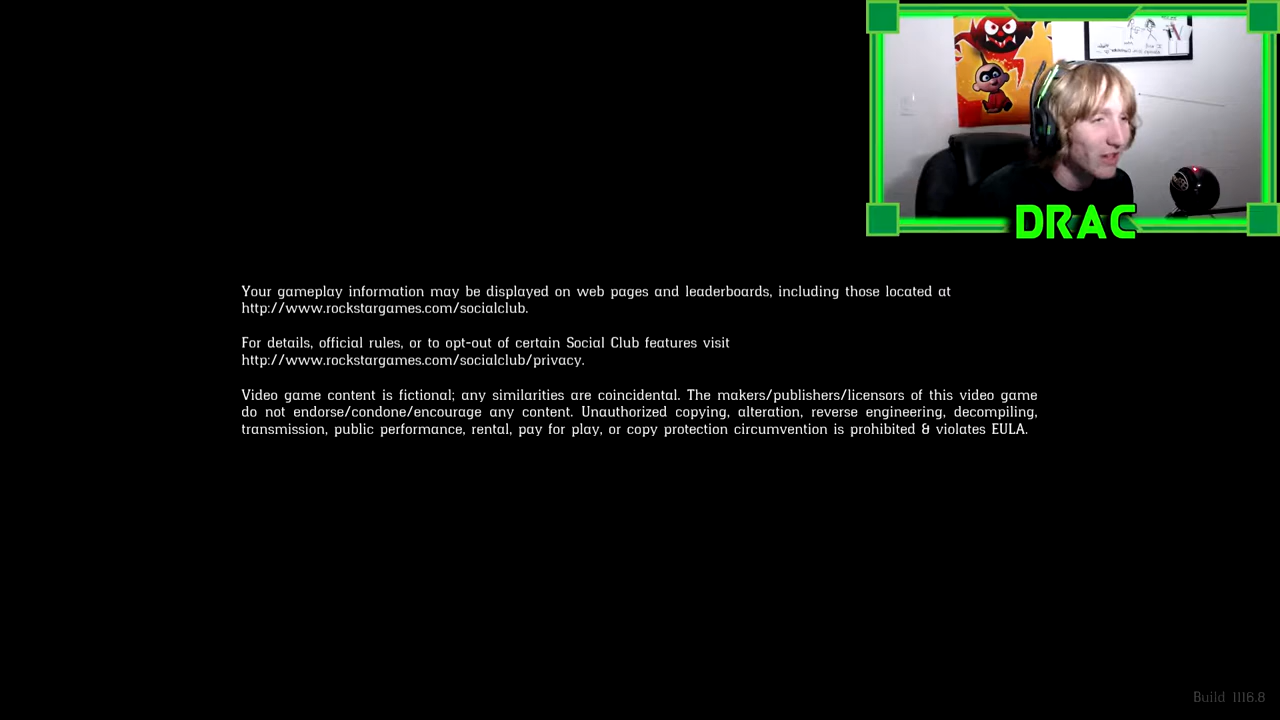 DRAC
Your gameplay information may be displayed on web pages and leaderboards, including those located at
http://www.rockstargames.com/socialclub.
For details, official rules, or to opt-out of certain Social Club features visit
http://www.rockstargames.com/socialclub/privacy.
Video game content is fictional; any similarities are coincidental. The makers/publishers/licensors of this video game
do not endorse/condone/encourage any content. Unauthorized copying, alteration, reverse engineering, decompiling,
transmission, public performance, rental, pay for play, or copy protection circumvention is prohibited & violates EULA.
Build 1116.8